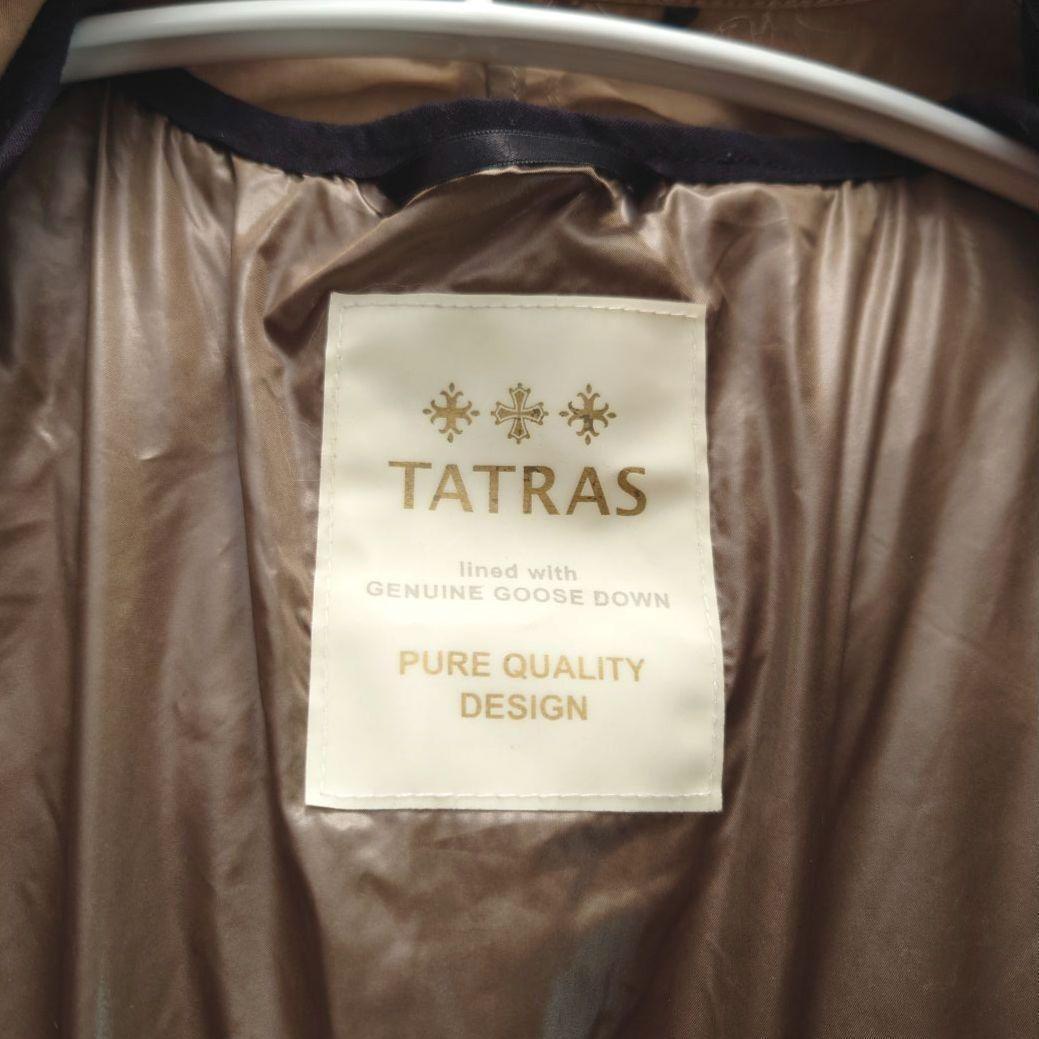 TATRAS
lined with
GENUINE GOOSE DOWN
PURE QUALITY
DESIGN